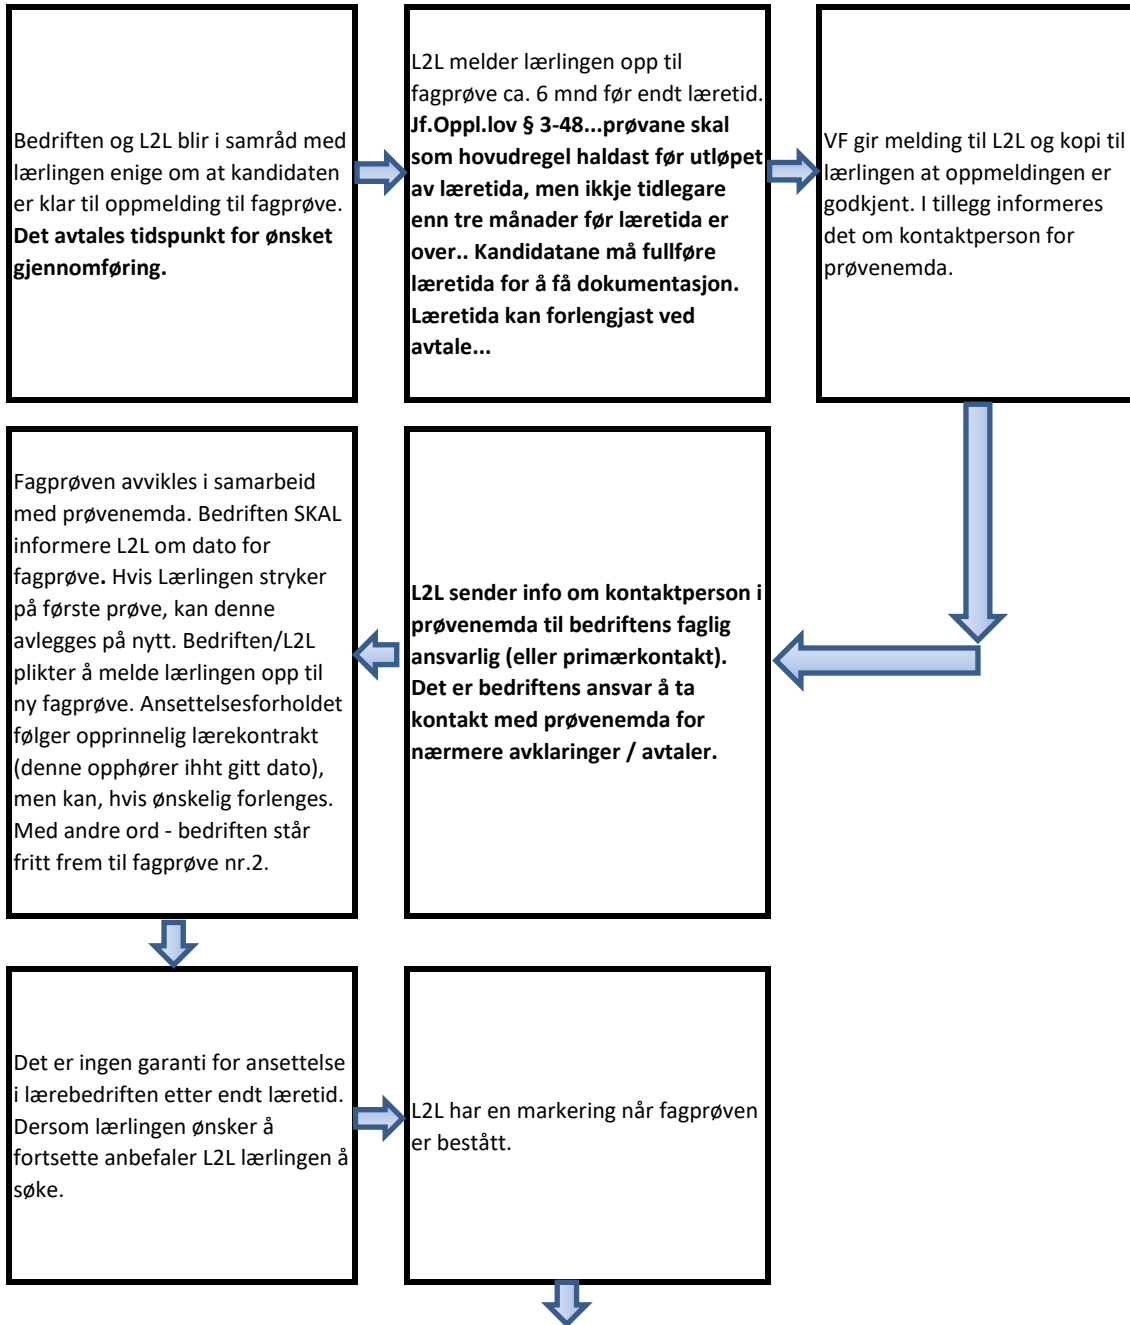 Bedriften og L2L blir i samråd med
lærlingen enige om at kandidaten
er klar til oppmelding til fagprøve.
Det avtales tidspunkt for ønsket
gjennomføring.
L2L melder lærlingen opp til
fagprøve ca. 6 mnd før endt læretid.
Jf.Oppl.lov § 3-48...prøvane skal
som hovudregel haldast før utløpet
av læretida, men ikkje tidlegare
enn tre månader før læretida er
over.. Kandidatane må fullføre
læretida for å få dokumentasjon.
Læretida kan forlengjast ved
avtale...
VF gir melding til L2L og kopi til
lærlingen at oppmeldingen er
godkjent. I tillegg informeres
det om kontaktperson for
prøvenemda.
L2L sender info om kontaktperson i
prøvenemda til bedriftens faglig
ansvarlig (eller primærkontakt).
Det er bedriftens ansvar å ta
kontakt med prøvenemda for
nærmere avklaringer / avtaler.
Fagprøven avvikles i samarbeid
med prøvenemda. Bedriften SKAL
informere L2L om dato for
fagprøve. Hvis Lærlingen stryker
på første prøve, kan denne
avlegges på nytt. Bedriften/L2L
plikter å melde lærlingen opp til
ny fagprøve. Ansettelsesforholdet
følger opprinnelig lærekontrakt
(denne opphører ihht gitt dato),
men kan, hvis ønskelig forlenges.
Med andre ord - bedriften står
fritt frem til fagprøve nr.2.
Det er ingen garanti for ansettelse
i lærebedriften etter endt læretid.
Dersom lærlingen ønsker å
fortsette anbefaler L2L lærlingen å
søke.
L2L har en markering når fagprøven
er bestått.